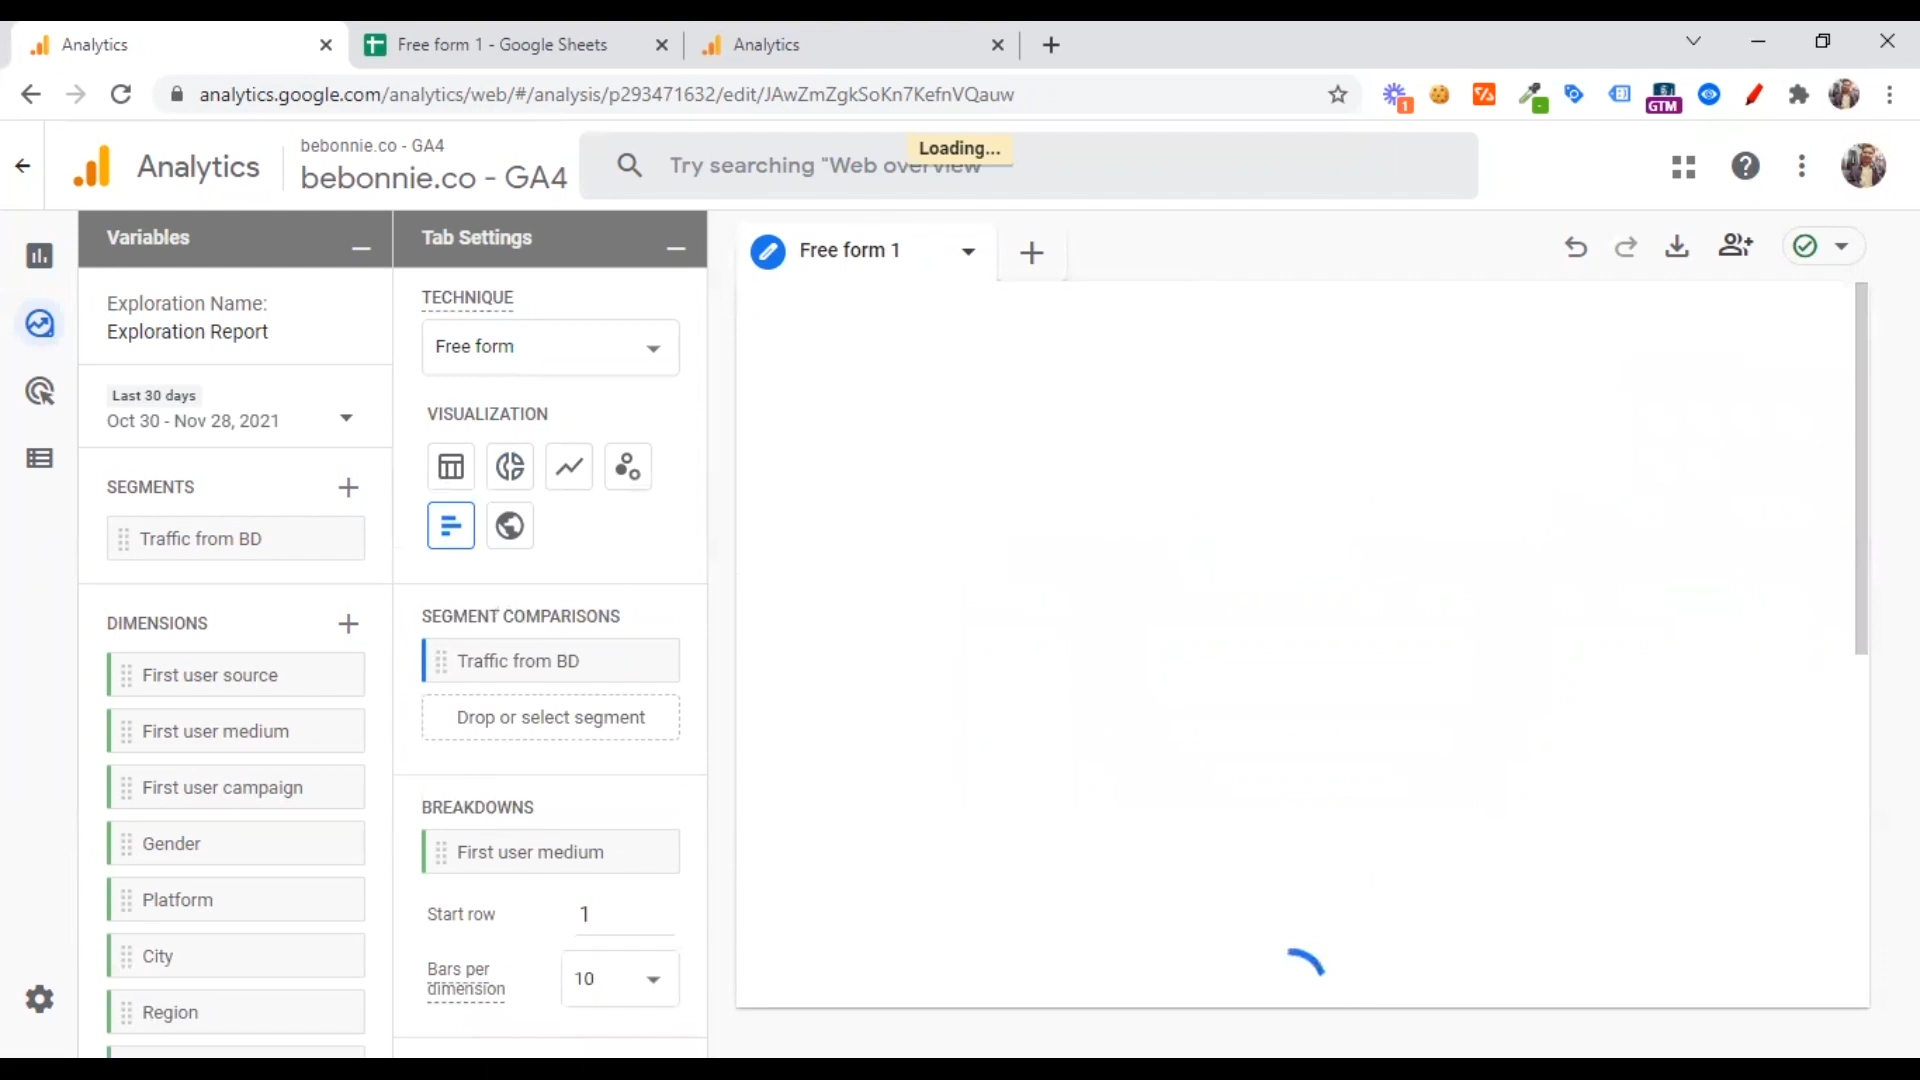 Analytics
Free form 1 - Google Sheets
Analytics
analytics.google.com/analytics/web/#/analysis/p293471632/edit/JAwZmZgkSoKn7KefnVQauw
1
GTM
Analytics
bebonnie.co - GA4
bebonnie.co - GA4
Try searching "Web overview"
Loading...
Variables
Tab Settings
Free form 1
Exploration Name:
Exploration Report
Last 30 days
Oct 30 - Nov 28, 2021
SEGMENTS
Traffic from BD
DIMENSIONS
First user source
First user medium
First user campaign
Gender
Platform
City
Region
TECHNIQUE
Free form
VISUALIZATION
SEGMENT COMPARISONS
Traffic from BD
Drop or select segment
BREAKDOWNS
First user medium
Start row
1
Bars per
dimension
10